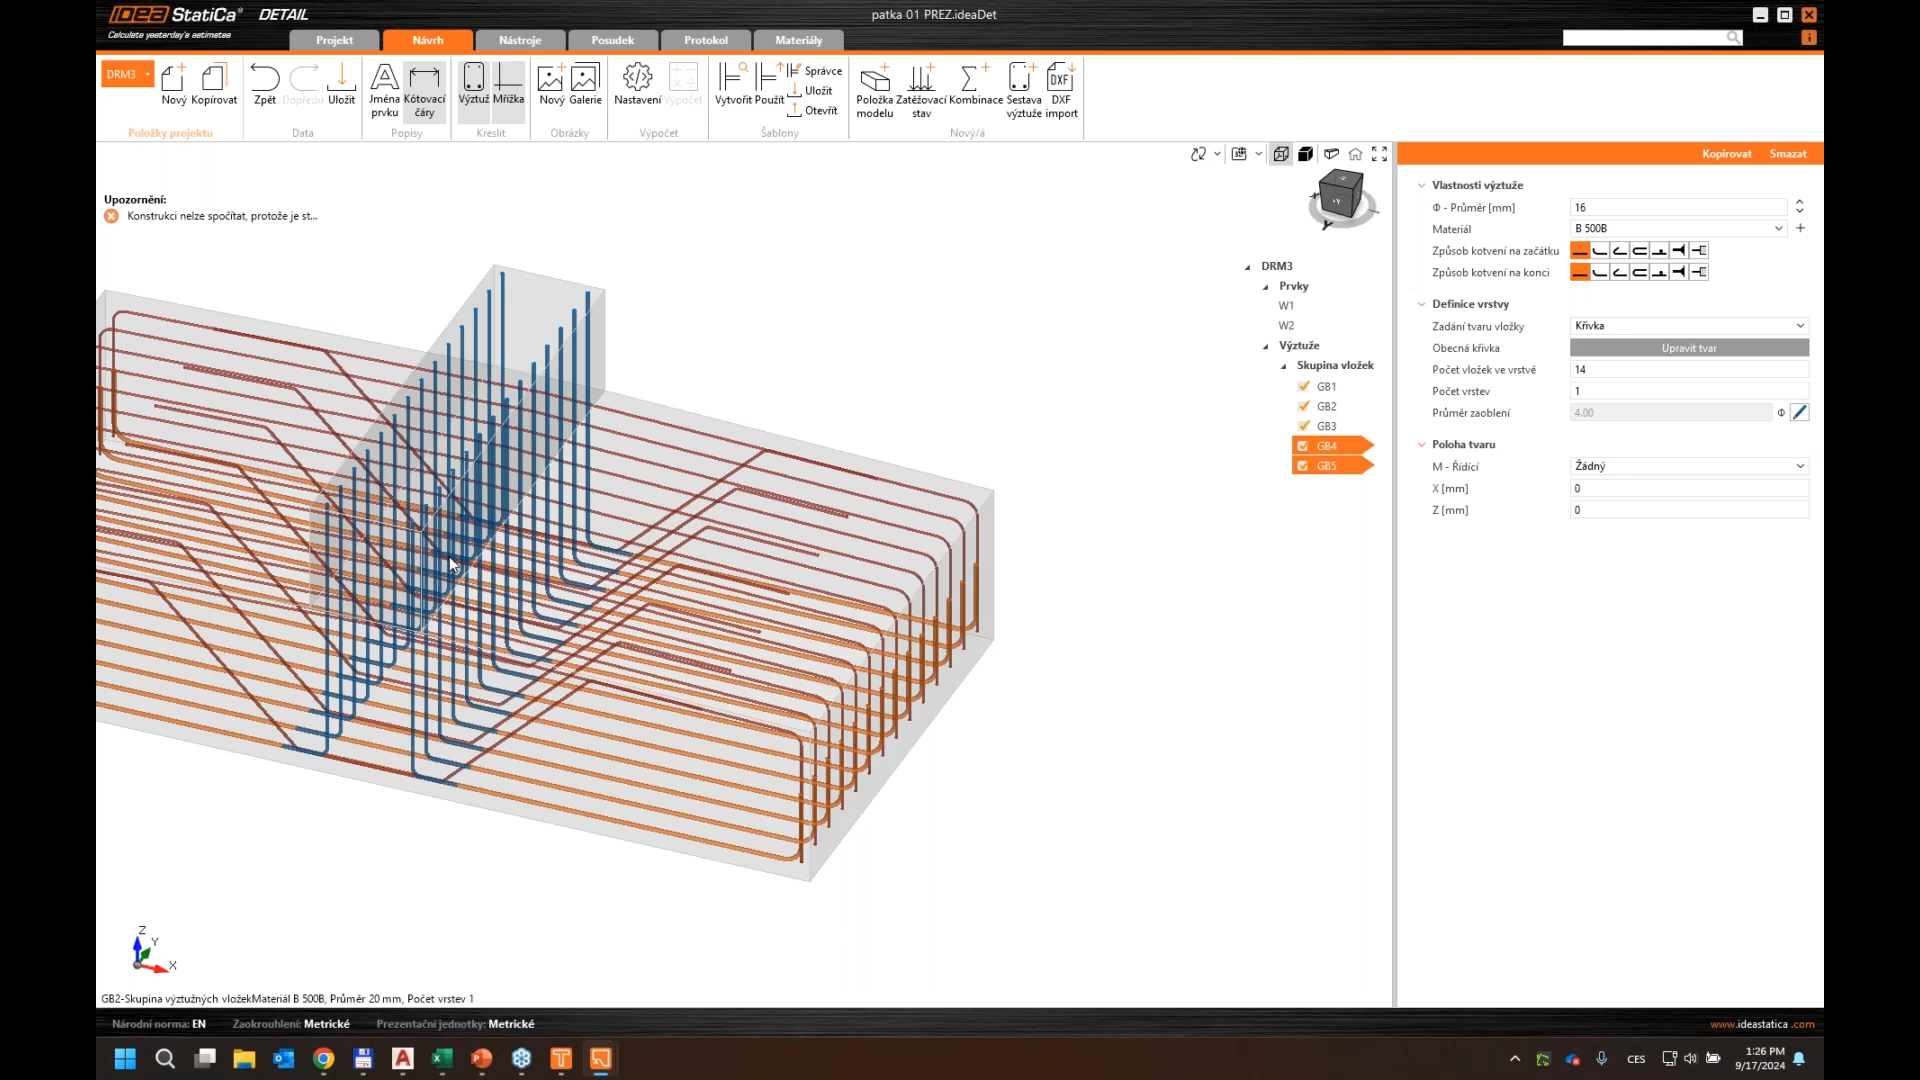 IDEA StatiCa® DETAIL
Calculate yesterday's estimates
patka 01 PREZ.ideaDet
Projekt Návrh Nástroje Posudek Protokol Materiály
DRM3
Nový Kopírovat
Položky projektu
Zpět Dopředu Uložit
Data
Jména prvku Kótovací čáry
Popisy
Výztuž Mřížka
Kreslit
Nový Galerie
Obrázky
Nastavení Výpočet
Výpočet
Vytvořit Použít Správce
Uložit
Otevřít
Šablony
Položka modelu Zatěžovací stav Kombinace Sestava výztuže DXF import
Nový/á
Upozornění:
Konstrukci nelze spočítat, protože je st...
DRM3
Prvky
W1
W2
Výztuže
Skupina vložek
GB1
GB2
GB3
GB4
GB5
Kopírovat Smazat
Vlastnosti výztuže
Φ - Průměr [mm] 16
Materiál B 500B
Způsob kotvení na začátku
Způsob kotvení na konci
Definice vrstvy
Zadání tvaru vložky Křivka
Obecná křivka Upravit tvar
Počet vložek ve vrstvě 14
Počet vrstev 1
Průměr zaoblení 4.00 Φ
Poloha tvaru
M - Řídící Žádný
X [mm] 0
Z [mm] 0
Z
Y
X
GB2-Skupina výztužných vložekMateriál B 500B, Průměr 20 mm, Počet vrstev 1
Národní norma: EN Zaokrouhlení: Metrické Prezentační jednotky: Metrické
www.ideastatica.com
CES
1:26 PM
9/17/2024